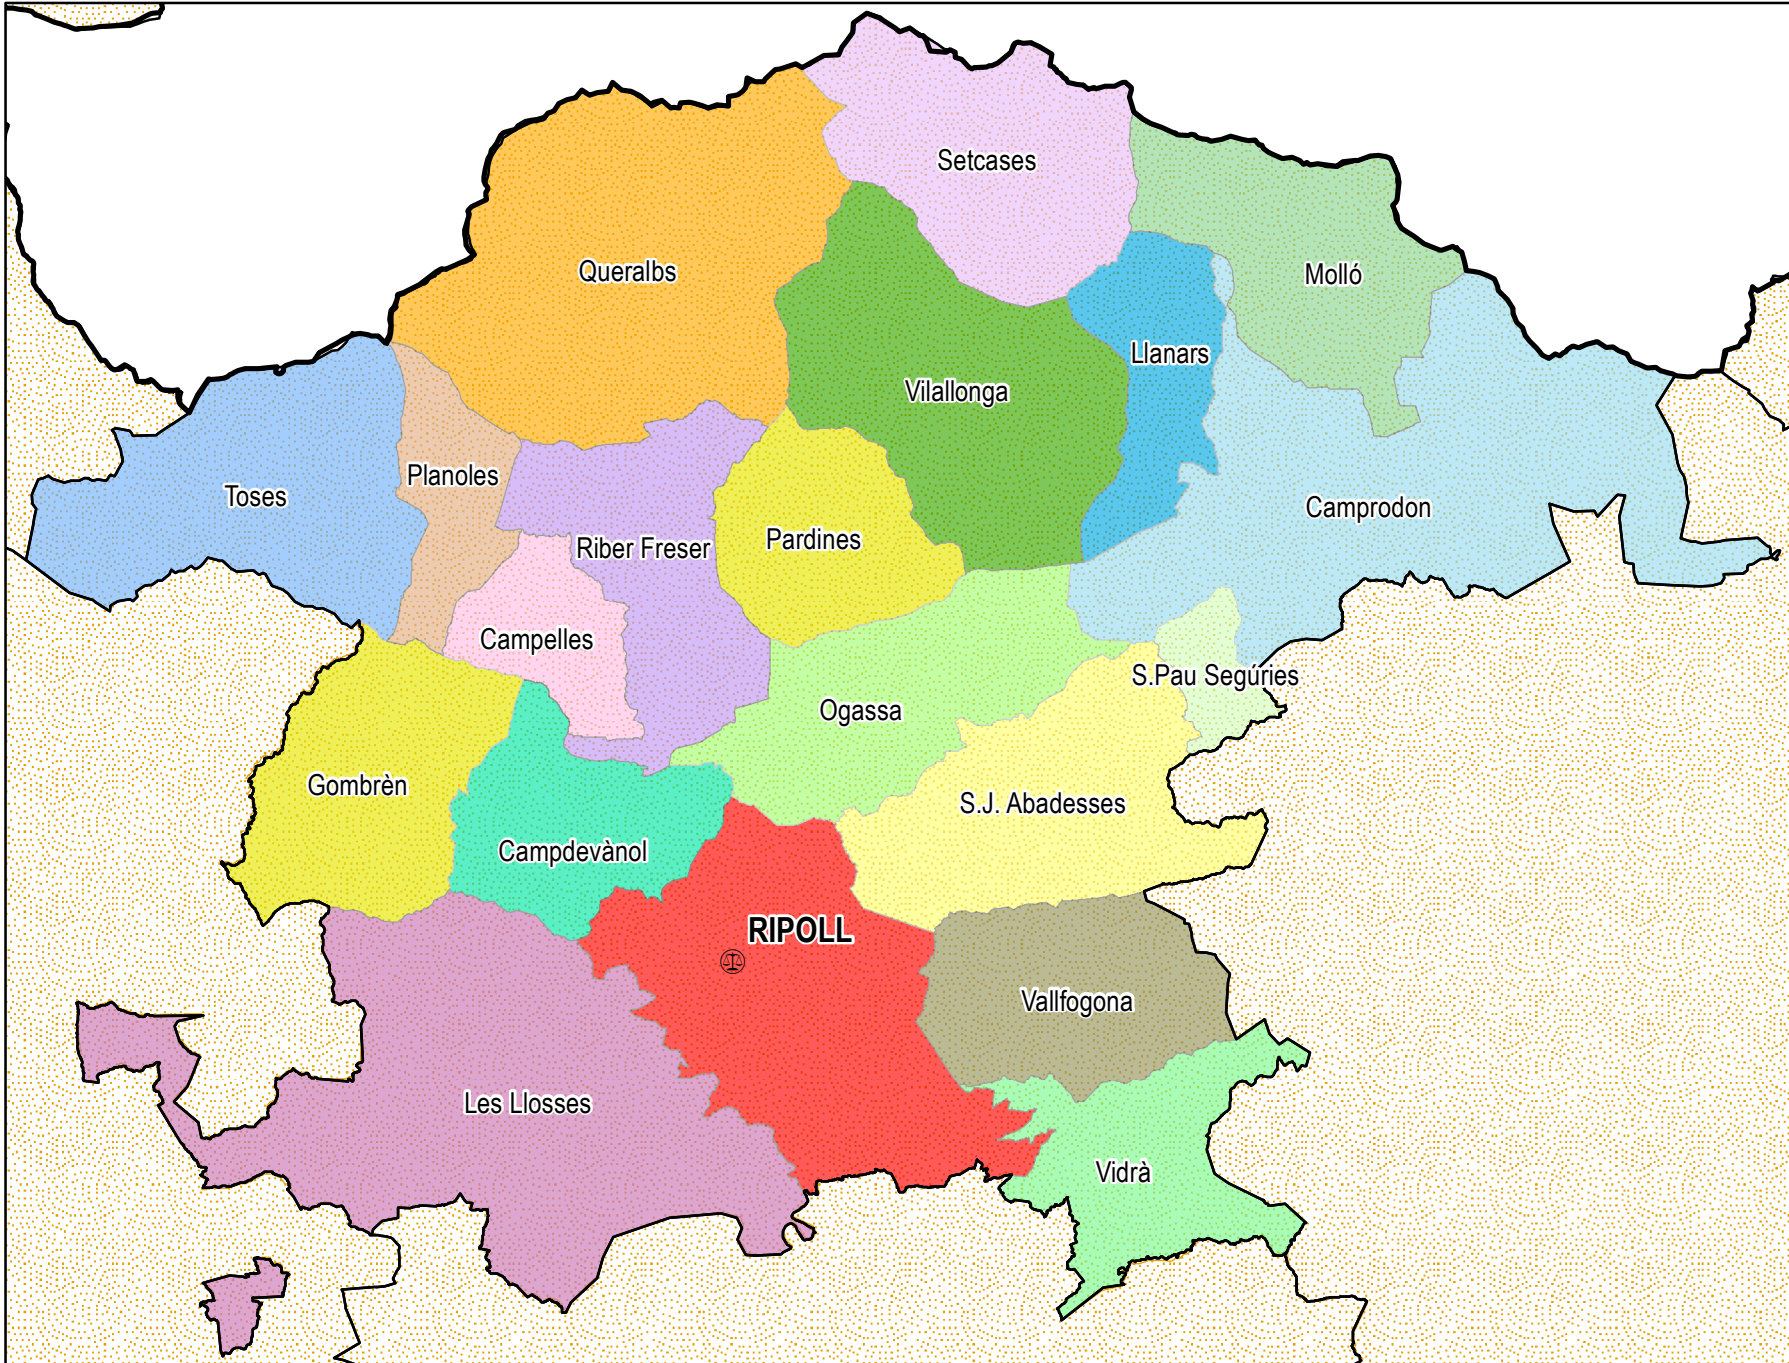 Setcases
Queralbs
Molló
Llanars
Vilallonga
Planoles
Toses
Camprodon
Pardines
Riber Freser
Campelles
S.Pau Segúries
Ogassa
Gombrèn
S.J. Abadesses
Campdevànol
RIPOLL
Vallfogona
Les Llosses
Vidrà